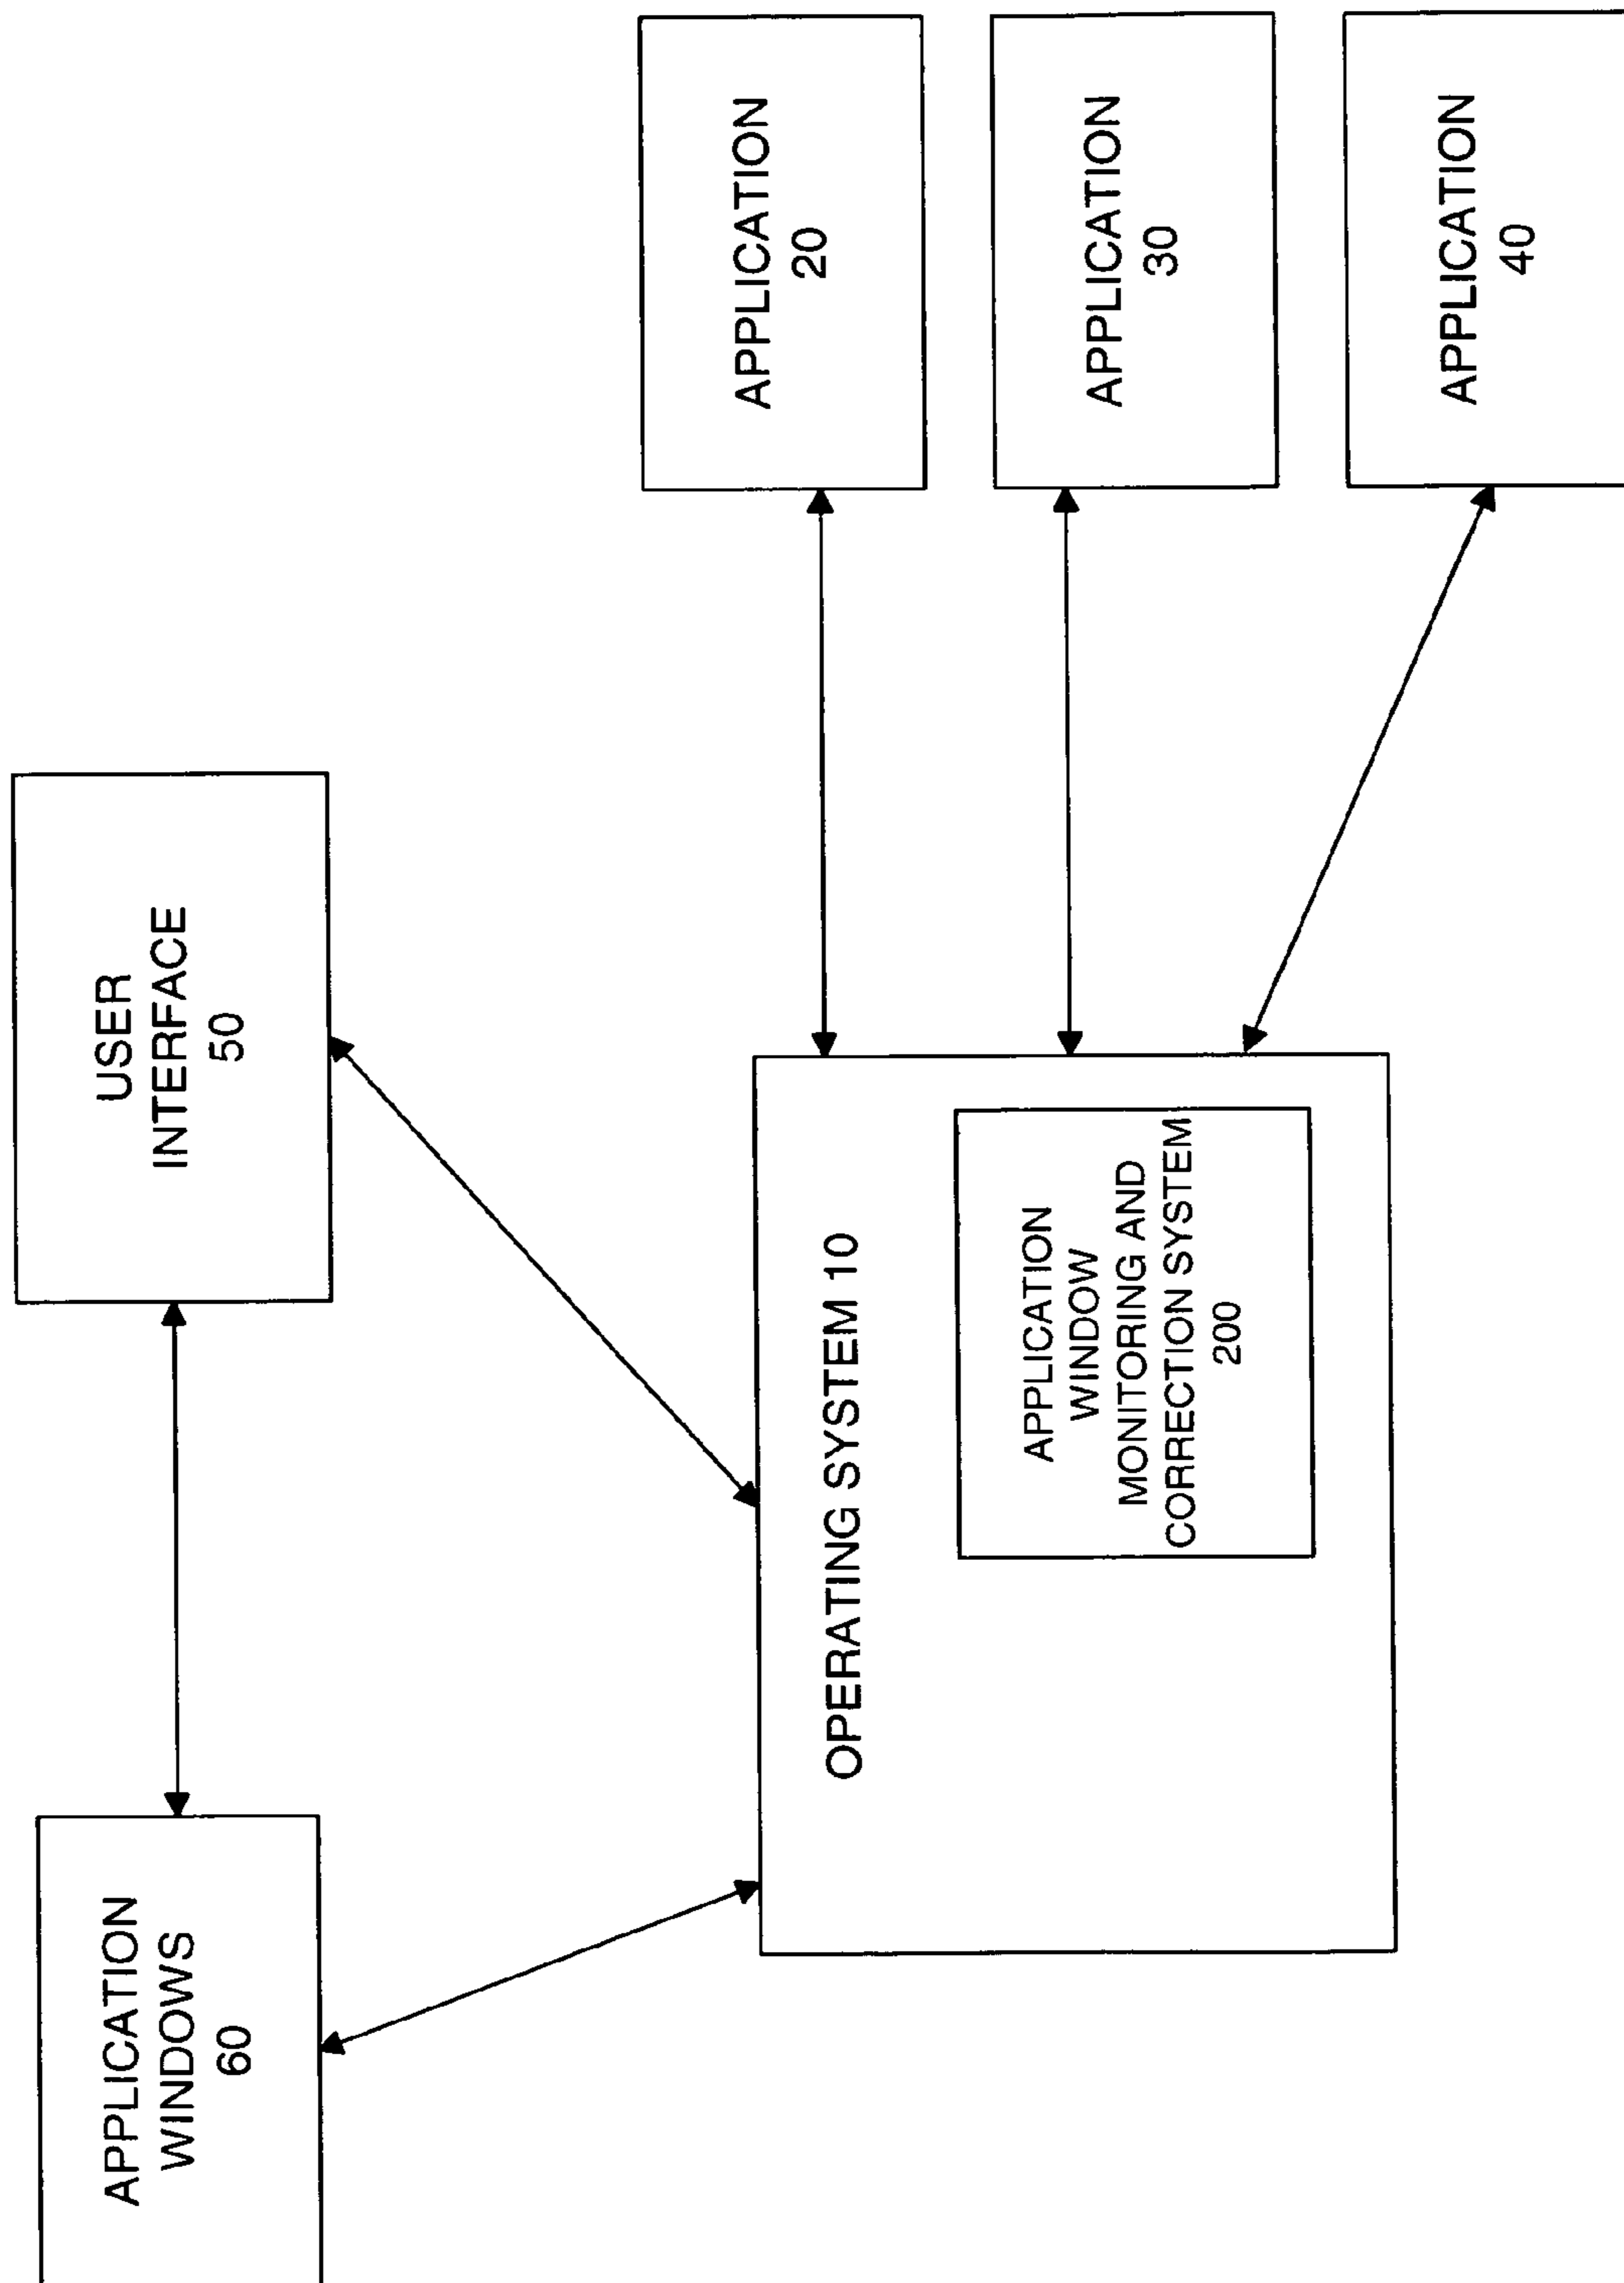 APPLICATION
WINDOWS
60
USER
INTERFACE
50
OPERATING SYSTEM 10
APPLICATION
WINDOW
MONITORING AND
CORRECTION SYSTEM
200
APPLICATION
20
APPLICATION
30
APPLICATION
40